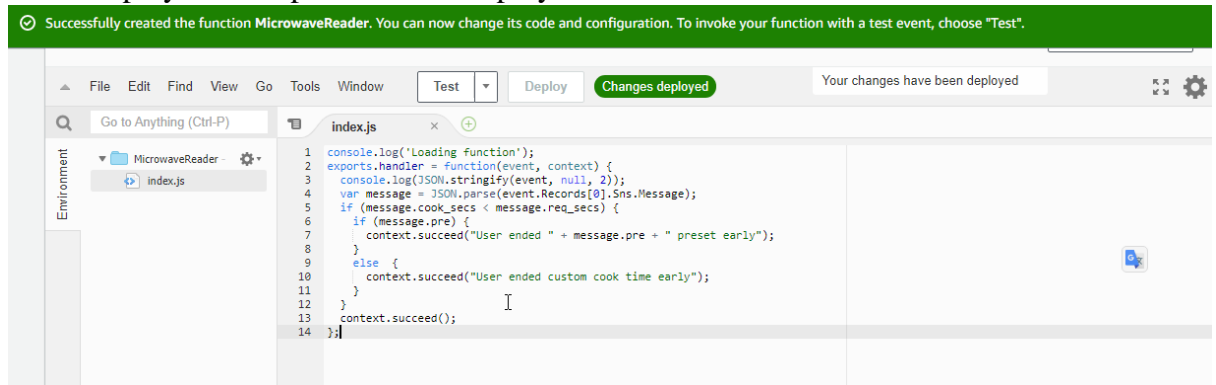 Successfully created the function MicrowaveReader. You can now change its code and configuration. To invoke your function with a test event, choose "Test".
File Edit Find View Go Tools Window Test Deploy Changes deployed Your changes have been deployed
Go to Anything (Ctrl-P) index.js
Environment
MicrowaveReader -
index.js
1 console.log('Loading function');
2 exports.handler = function(event, context) {
3   console.log(JSON.stringify(event, null, 2));
4   var message = JSON.parse(event.Records[0].Sns.Message);
5   if (message.cook_secs < message.req_secs) {
6     if (message.pre) {
7       context.succeed("User ended " + message.pre + " preset early");
8     }
9     else {
10       context.succeed("User ended custom cook time early");
11     }
12   }
13   context.succeed();
14 };